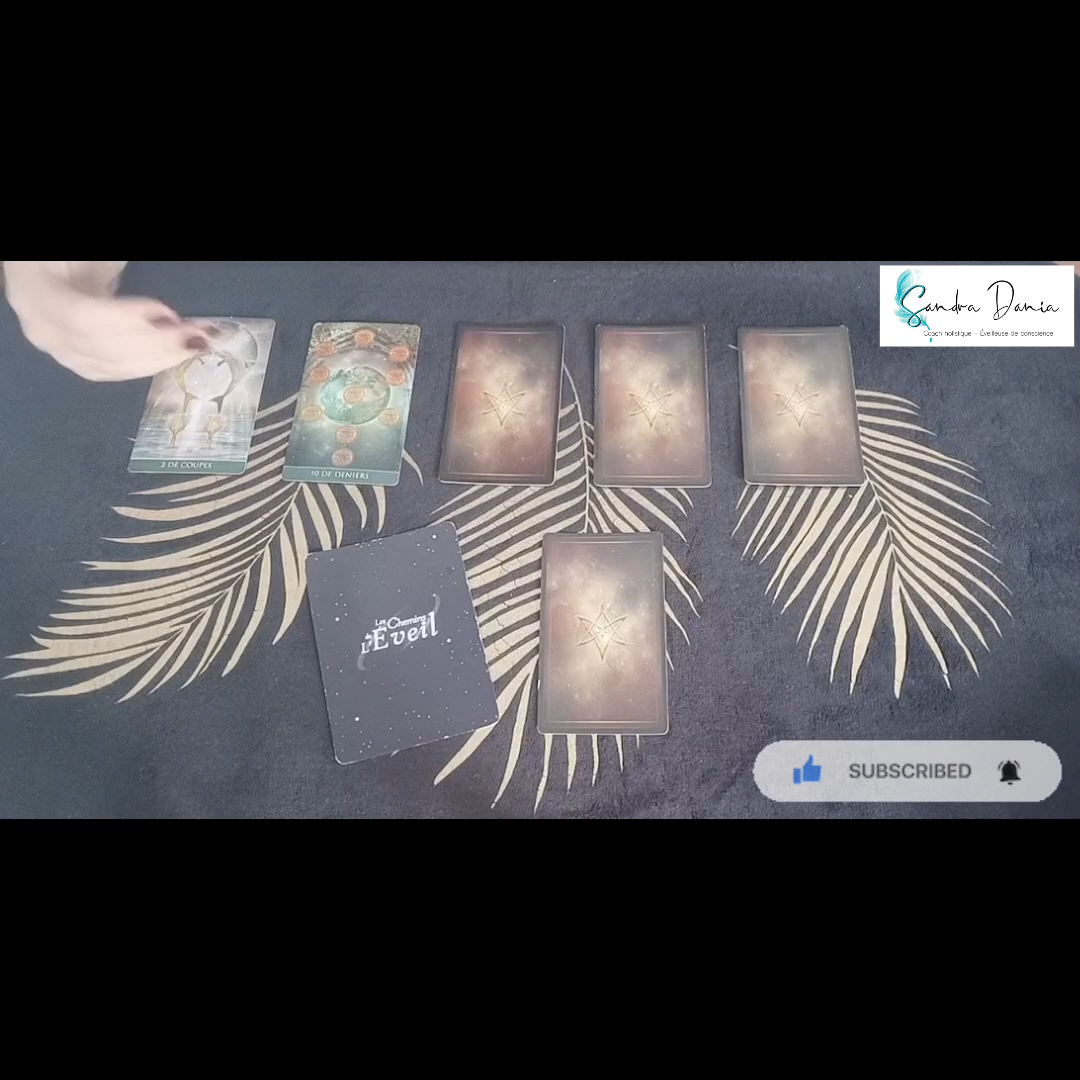 Sandra Dania
Coach holistique - Éveilleuse de conscience
2 DE COUPES
10 DE DENIERS
Les Chemins
de
L'Éveil
SUBSCRIBED